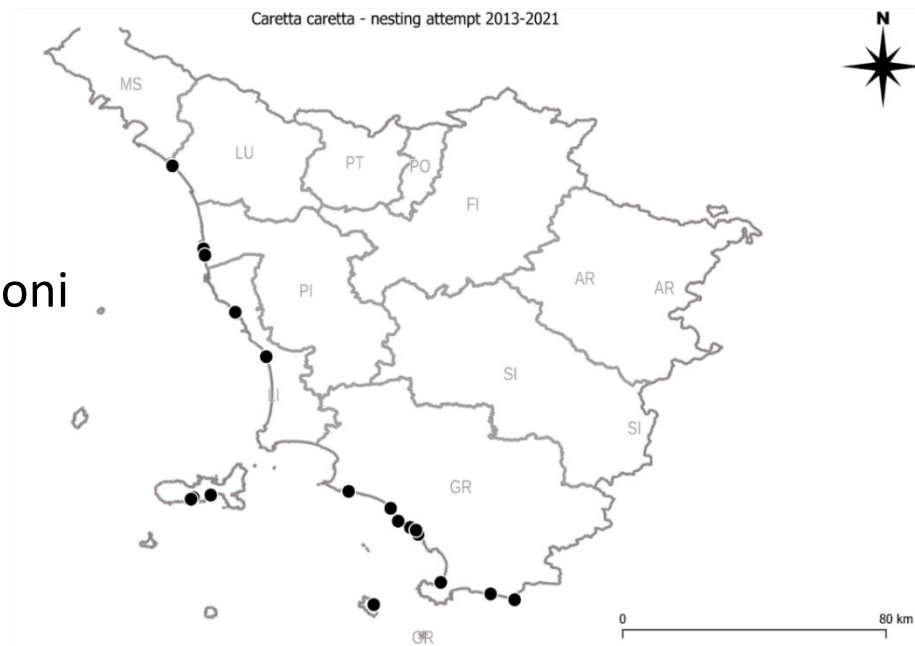 Caretta caretta - nesting attempt 2013-2021
N
MS
LU
PT
PO
FI
oni
PI
AR
AR
SI
LI
SI
GR
GR
0
80 km